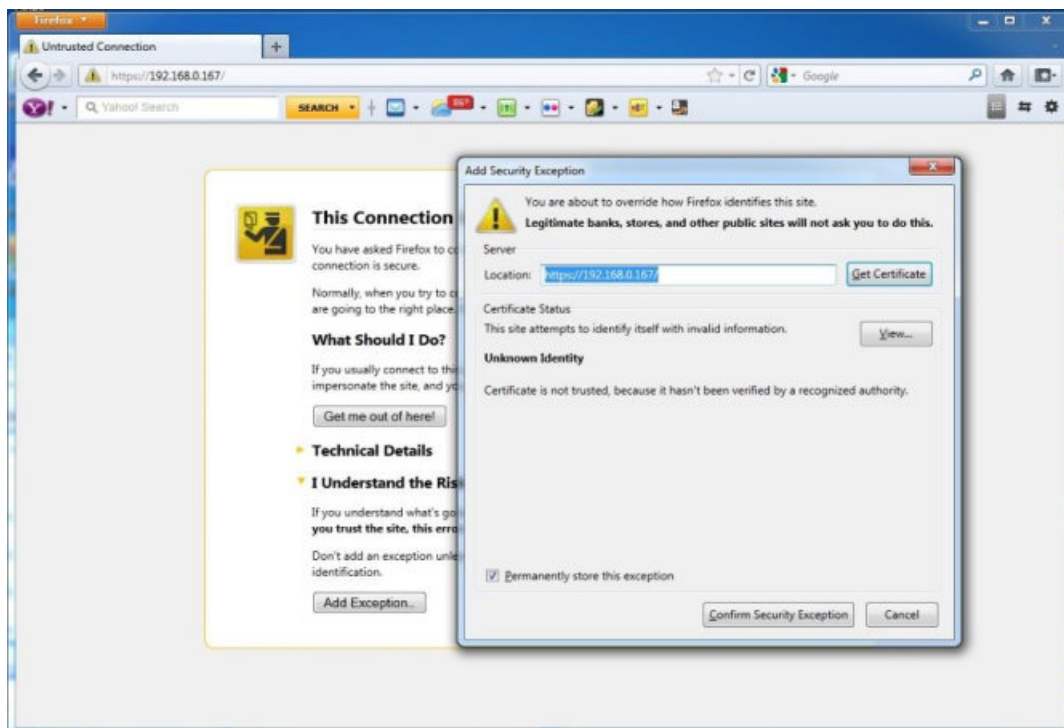 Firefox
Untrusted Connection
https://192.168.0.167/
Google
Yahoo! Search
SEARCH
86°
This Connection
You have asked Firefox to co
connection is secure.
Normally, when you try to c
are going to the right place.
What Should I Do?
If you usually connect to this
impersonate the site, and yo
Get me out of here!
Technical Details
I Understand the Ris
If you understand what's go
you trust the site, this erro
Don't add an exception unle
identification.
Add Exception...
Add Security Exception
You are about to override how Firefox identifies this site.
Legitimate banks, stores, and other public sites will not ask you to do this.
Server
Location: https://192.168.0.167/ Get Certificate
Certificate Status
This site attempts to identify itself with invalid information.
View...
Unknown Identity
Certificate is not trusted, because it hasn't been verified by a recognized authority.
Permanently store this exception
Confirm Security Exception Cancel